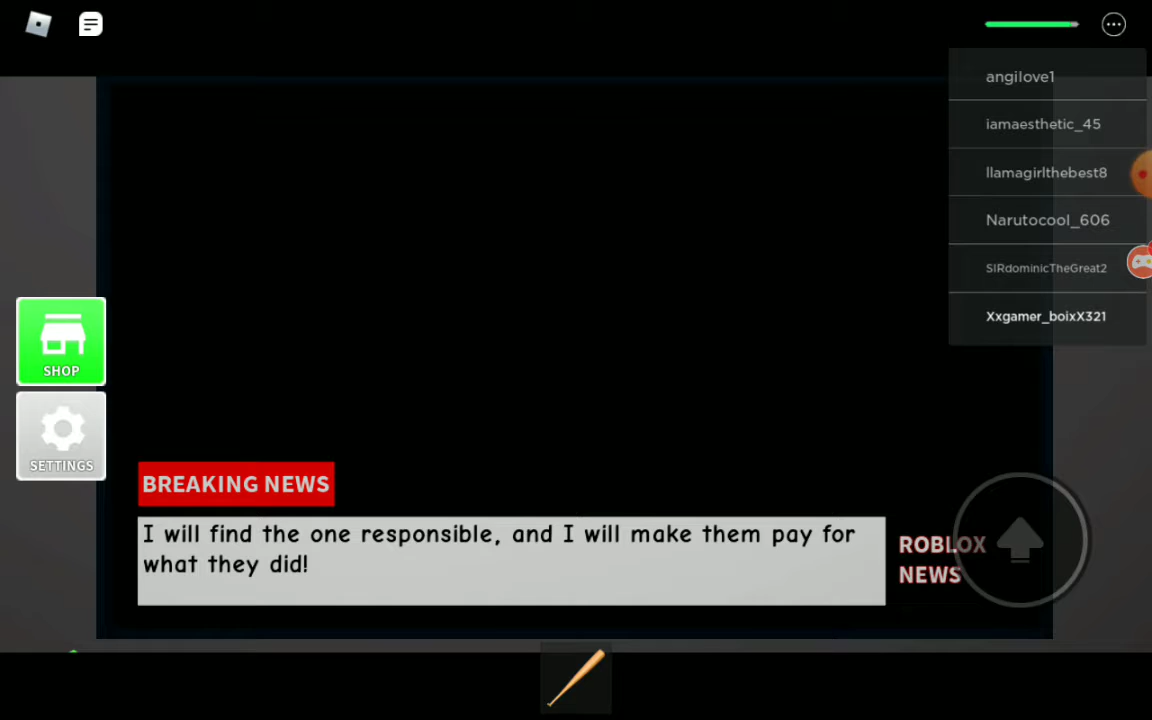 angilove1
iamaesthetic_45
llamagirlthebest8
Narutocool_606
SIRdominicTheGreat2
Xxgamer_boixX321
SHOP
SETTINGS
BREAKING NEWS
I will find the one responsible, and I will make them pay for
what they did!
ROBLOX
NEWS